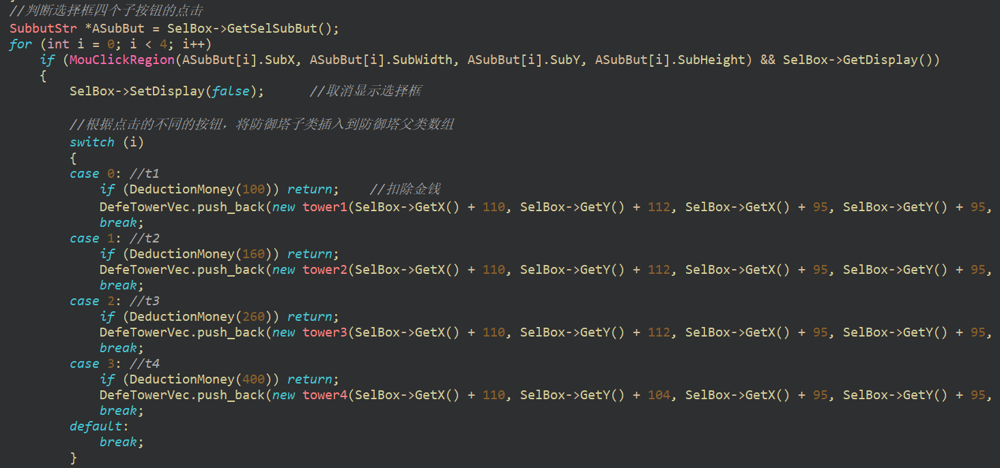 //判断选择框四个子按钮的点击
SubbutStr *ASubBut = SelBox->GetSelSubBut();
for (int i = 0; i < 4; i++)
if (MouClickRegion(ASubBut[i].SubX, ASubBut[i].SubWidth, ASubBut[i].SubY, ASubBut[i].SubHeight) && SelBox->GetDisplay())
{
SelBox->SetDisplay(false); //取消显示选择框
//根据点击的不同的按钮，将防御塔子类插入到防御塔父类数组
switch (i)
{
case 0: //t1
if (DeductionMoney(100)) return; //扣除金钱
DefeTowerVec.push_back(new tower1(SelBox->GetX() + 110, SelBox->GetY() + 112, SelBox->GetX() + 95, SelBox->GetY() + 95,
break;
case 1: //t2
if (DeductionMoney(160)) return;
DefeTowerVec.push_back(new tower2(SelBox->GetX() + 110, SelBox->GetY() + 112, SelBox->GetX() + 95, SelBox->GetY() + 95,
break;
case 2: //t3
if (DeductionMoney(260)) return;
DefeTowerVec.push_back(new tower3(SelBox->GetX() + 110, SelBox->GetY() + 112, SelBox->GetX() + 95, SelBox->GetY() + 95,
break;
case 3: //t4
if (DeductionMoney(400)) return;
DefeTowerVec.push_back(new tower4(SelBox->GetX() + 110, SelBox->GetY() + 104, SelBox->GetX() + 95, SelBox->GetY() + 95,
break;
default:
break;
}